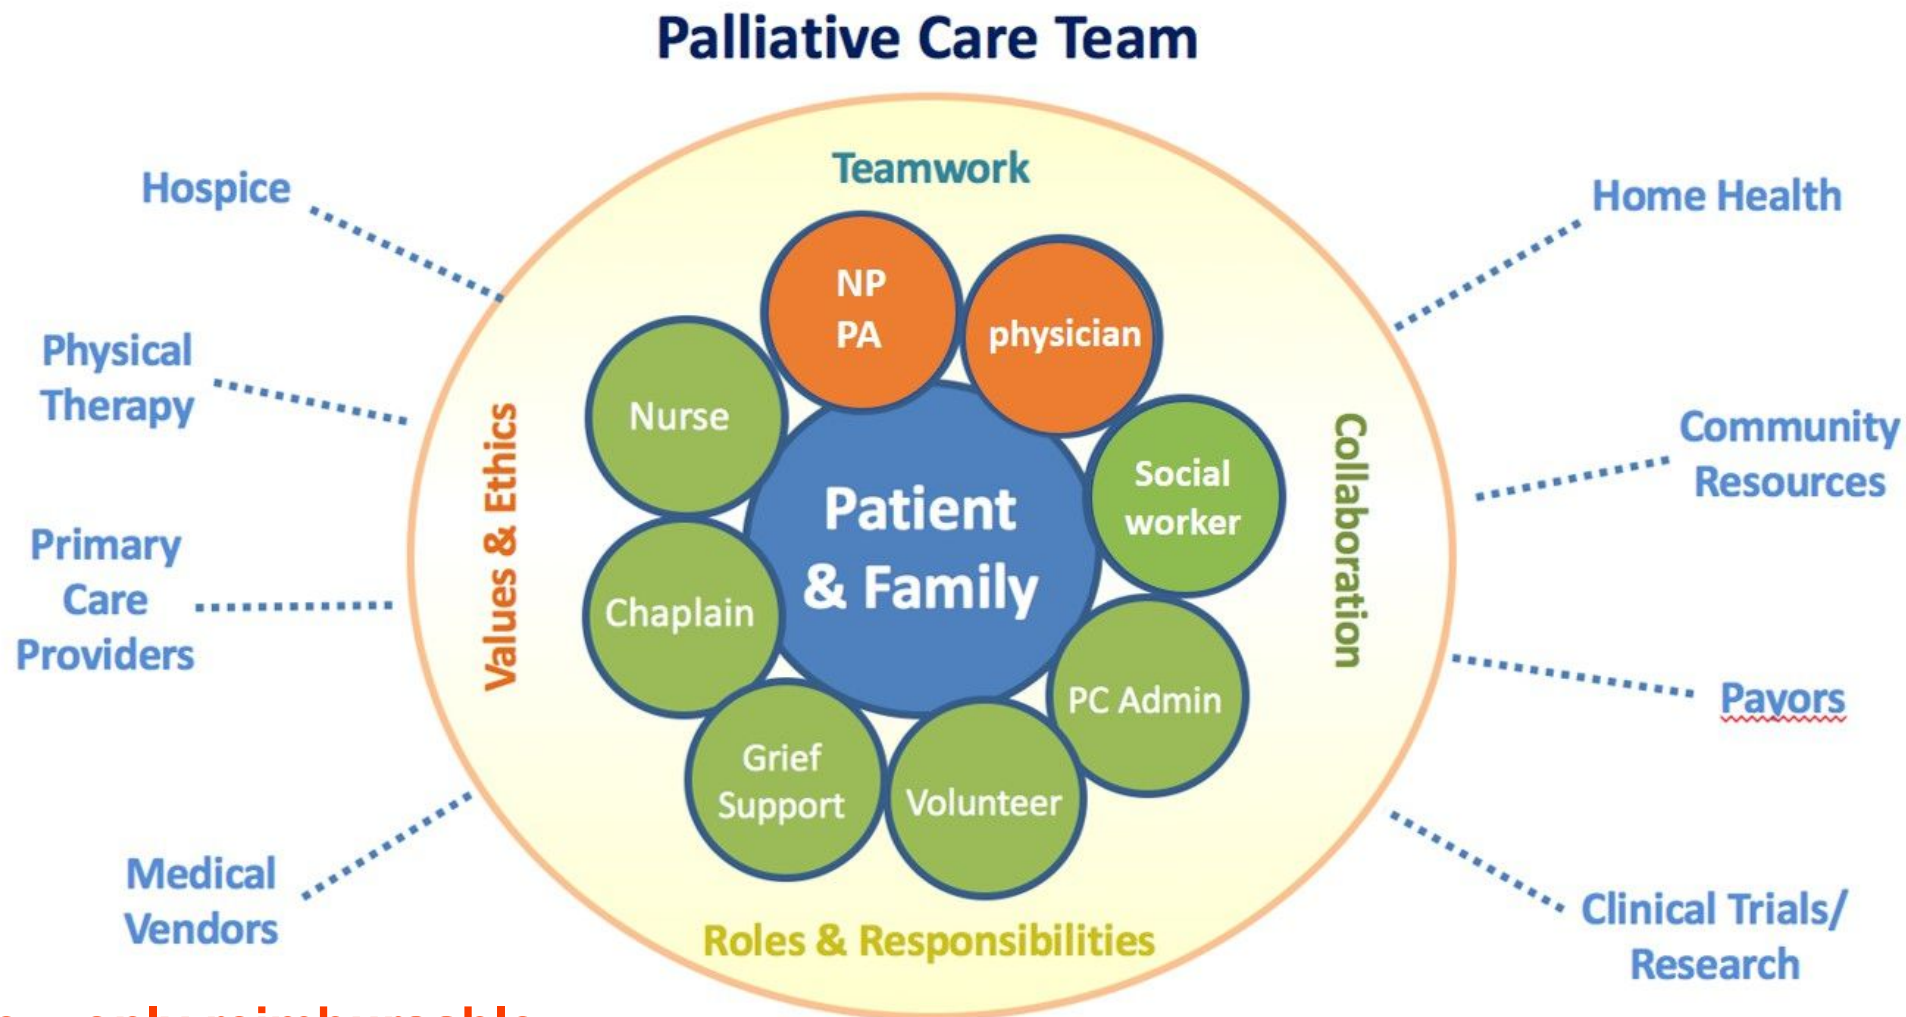 Palliative Care Team
Teamwork
Hospice
Home Health
NP
PA
physician
Physical
Therapy
Nurse
Values & Ethics
Collaboration
Community
Resources
Social
worker
Patient
& Family
Primary
Care
Providers
Chaplain
PC Admin
Payors
Grief
Support
Volunteer
Medical
Vendors
Roles & Responsibilities
Clinical Trials/
Research
only reimbursable